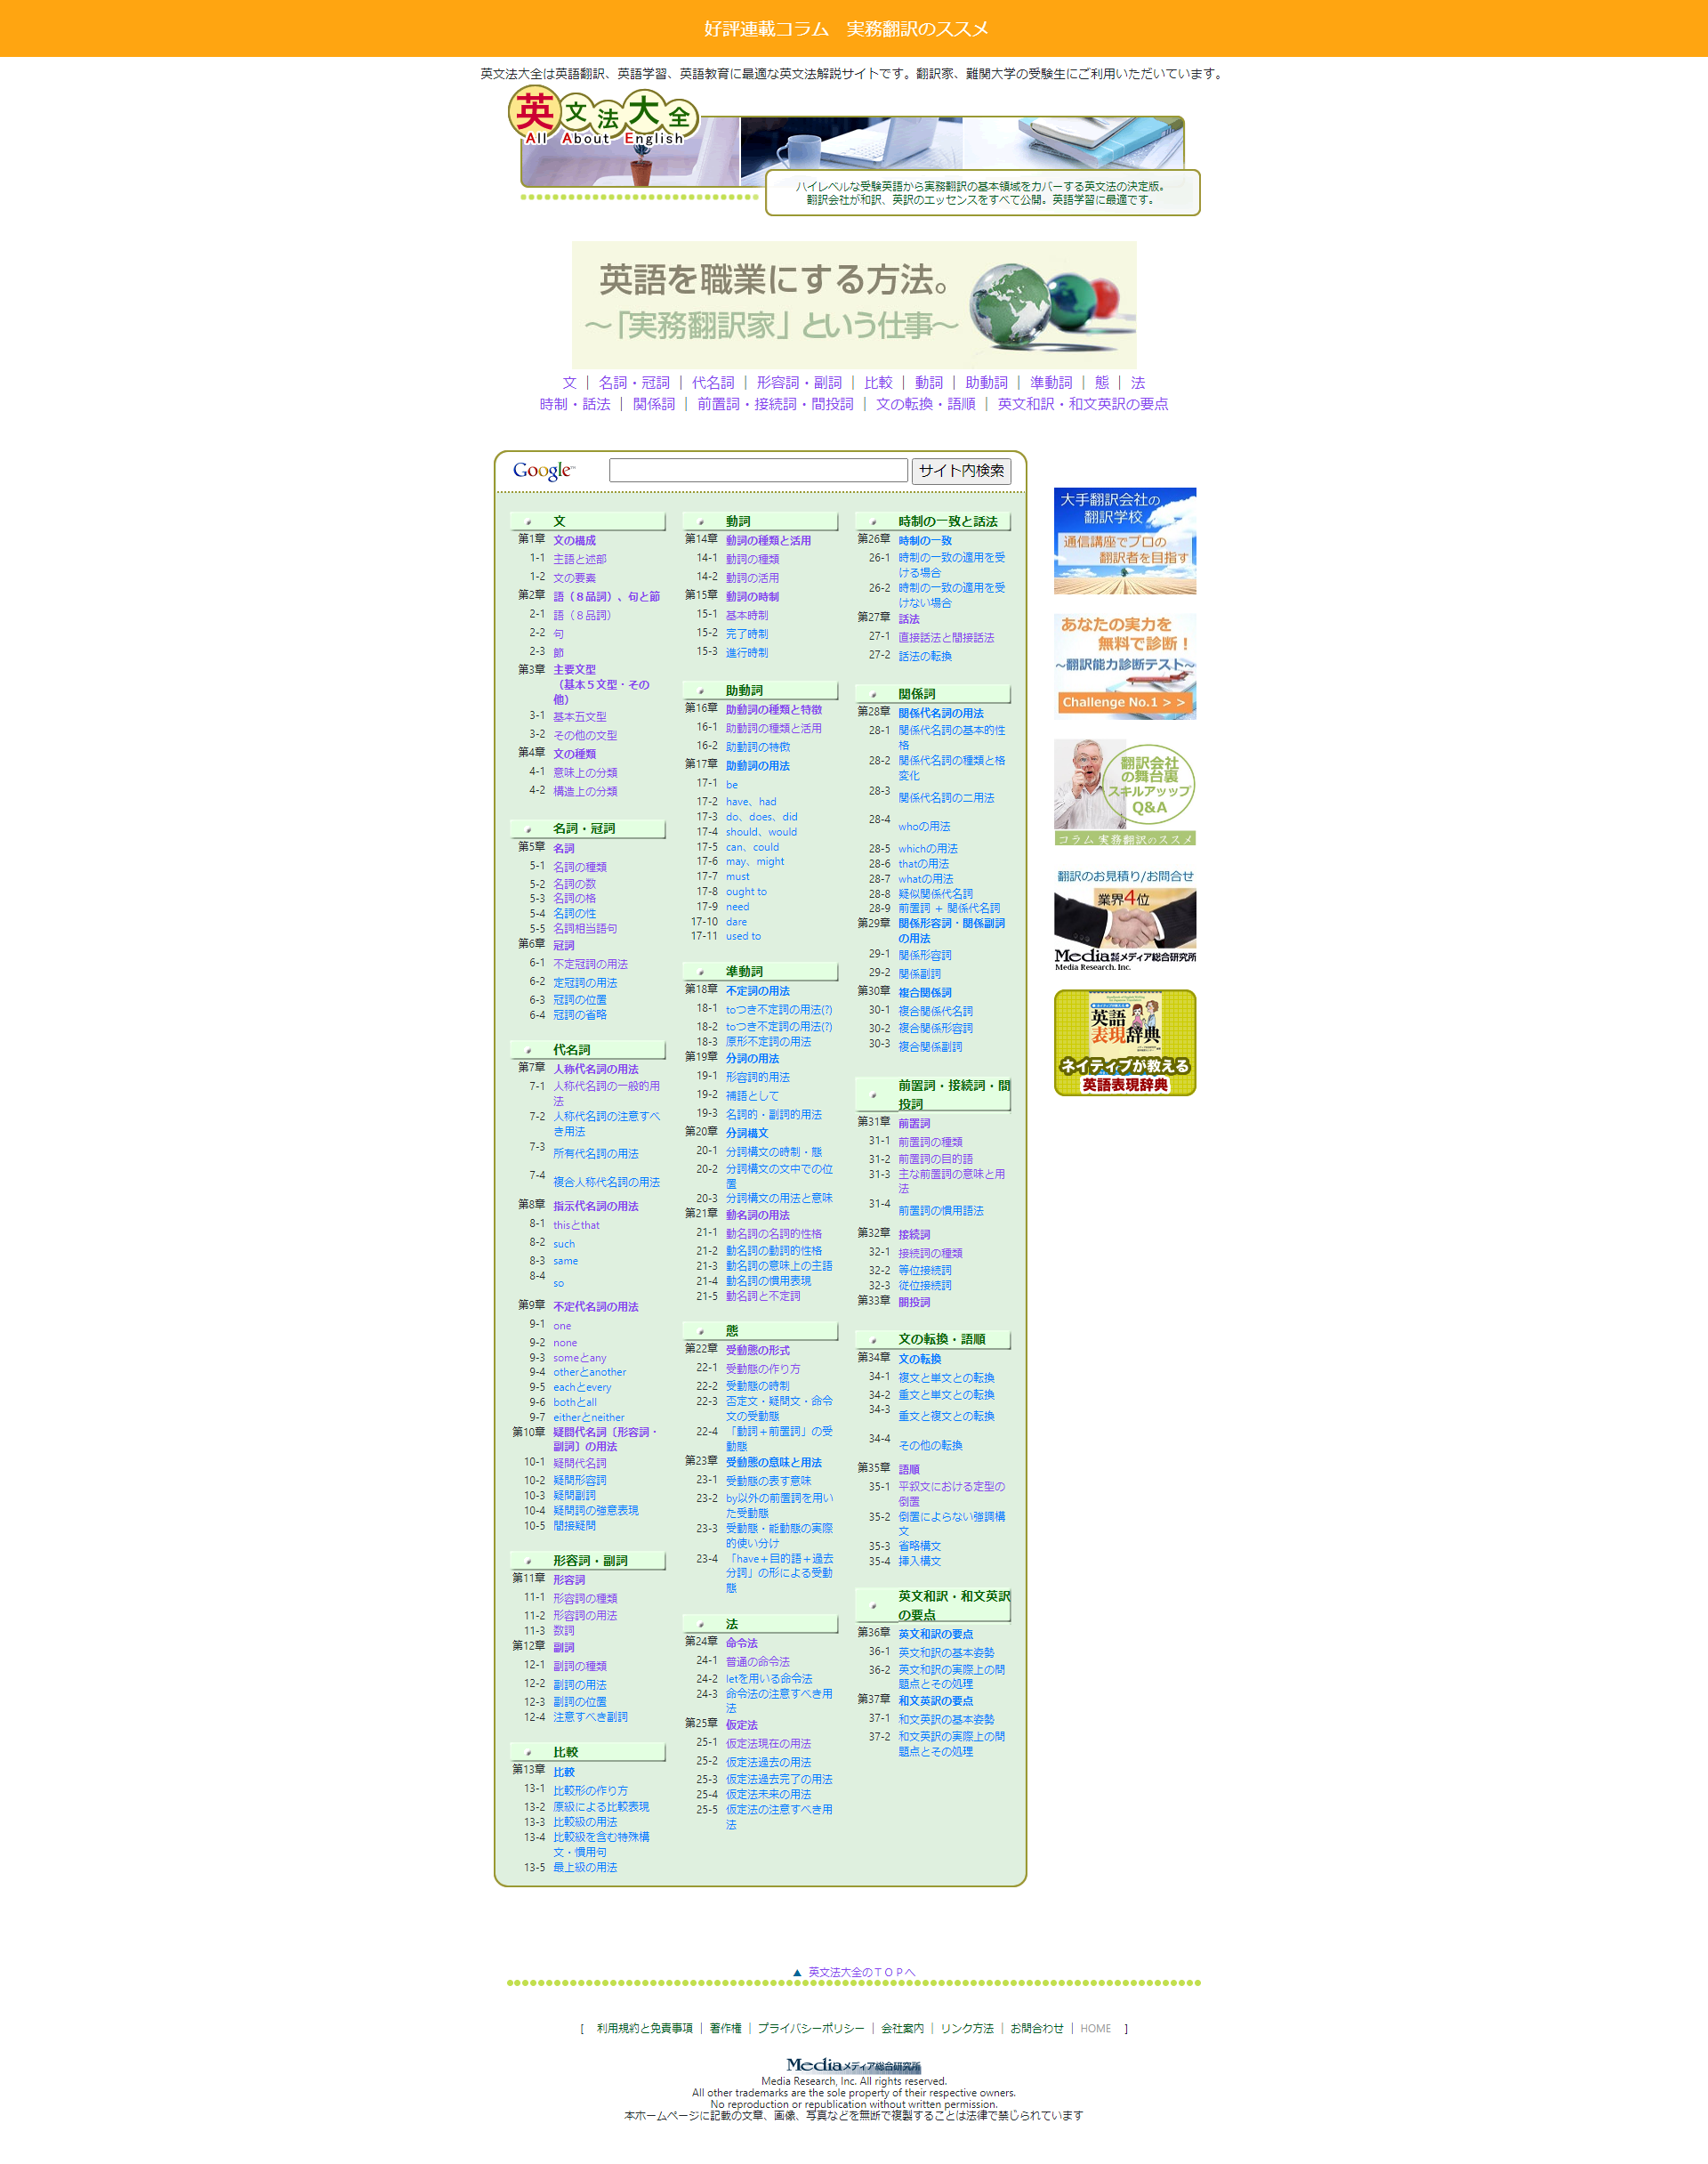 好評連載コラム　実務翻訳のススメ
英文法大全は英語翻訳、英語学習、英語教育に最適な英文法解説サイトです。翻訳家、難関大学の受験生にご利用いただいています。
英文法大全
All About English
ハイレベルな受験英語から実務翻訳の基本領域をカバーする英文法の決定版。
翻訳会社が和訳、英訳のエッセンスをすべて公開。英語学習に最適です。
英語を職業にする方法。
～「実務翻訳家」という仕事～
文 ｜ 名詞・冠詞 ｜ 代名詞 ｜ 形容詞・副詞 ｜ 比較 ｜ 動詞 ｜ 助動詞 ｜ 準動詞 ｜ 態 ｜ 法
時制・話法 ｜ 関係詞 ｜ 前置詞・接続詞・間投詞 ｜ 文の転換・語順 ｜ 英文和訳・和文英訳の要点
Google サイト内検索
文
第1章 文の構成
1-1 主語と述部
1-2 文の要素
第2章 語（８品詞）、句と節
2-1 語（８品詞）
2-2 句
2-3 節
第3章 主要文型
（基本５文型・その
他）
3-1 基本五文型
3-2 その他の文型
第4章 文の種類
4-1 意味上の分類
4-2 構造上の分類
名詞・冠詞
第5章 名詞
5-1 名詞の種類
5-2 名詞の数
5-3 名詞の格
5-4 名詞の性
5-5 名詞相当語句
第6章 冠詞
6-1 不定冠詞の用法
6-2 定冠詞の用法
6-3 冠詞の位置
6-4 冠詞の省略
代名詞
第7章 人称代名詞の用法
7-1 人称代名詞の一般的用
法
7-2 人称代名詞の注意すべ
き用法
7-3 所有代名詞の用法
7-4 複合人称代名詞の用法
第8章 指示代名詞の用法
8-1 thisとthat
8-2 such
8-3 same
8-4 so
第9章 不定代名詞の用法
9-1 one
9-2 none
9-3 someとany
9-4 otherとanother
9-5 eachとevery
9-6 bothとall
9-7 eitherとneither
第10章 疑問代名詞〔形容詞・
副詞〕の用法
10-1 疑問代名詞
10-2 疑問形容詞
10-3 疑問副詞
10-4 疑問詞の強意表現
10-5 間接疑問
形容詞・副詞
第11章 形容詞
11-1 形容詞の種類
11-2 形容詞の用法
11-3 数詞
第12章 副詞
12-1 副詞の種類
12-2 副詞の用法
12-3 副詞の位置
12-4 注意すべき副詞
比較
第13章 比較
13-1 比較形の作り方
13-2 原級による比較表現
13-3 比較級の用法
13-4 比較級を含む特殊構
文・慣用句
13-5 最上級の用法
動詞
第14章 動詞の種類と活用
14-1 動詞の種類
14-2 動詞の活用
第15章 動詞の時制
15-1 基本時制
15-2 完了時制
15-3 進行時制
助動詞
第16章 助動詞の種類と特徴
16-1 助動詞の種類と活用
16-2 助動詞の特徴
第17章 助動詞の用法
17-1 be
17-2 have、had
17-3 do、does、did
17-4 should、would
17-5 can、could
17-6 may、might
17-7 must
17-8 ought to
17-9 need
17-10 dare
17-11 used to
準動詞
第18章 不定詞の用法
18-1 toつき不定詞の用法(?)
18-2 toつき不定詞の用法(?)
18-3 原形不定詞の用法
第19章 分詞の用法
19-1 形容詞的用法
19-2 補語として
19-3 名詞的・副詞的用法
第20章 分詞構文
20-1 分詞構文の時制・態
20-2 分詞構文の文中での位
置
20-3 分詞構文の用法と意味
第21章 動名詞の用法
21-1 動名詞の名詞的性格
21-2 動名詞の動詞的性格
21-3 動名詞の意味上の主語
21-4 動名詞の慣用表現
21-5 動名詞と不定詞
態
第22章 受動態の形式
22-1 受動態の作り方
22-2 受動態の時制
22-3 否定文・疑問文・命令
文の受動態
22-4 「動詞＋前置詞」の受
動態
第23章 受動態の意味と用法
23-1 受動態の表す意味
23-2 by以外の前置詞を用い
た受動態
23-3 受動態・能動態の実際
的使い分け
23-4 「have＋目的語＋過去
分詞」の形による受動
態
法
第24章 命令法
24-1 普通の命令法
24-2 letを用いる命令法
24-3 命令法の注意すべき用
法
第25章 仮定法
25-1 仮定法現在の用法
25-2 仮定法過去の用法
25-3 仮定法過去完了の用法
25-4 仮定法未来の用法
25-5 仮定法の注意すべき用
法
時制の一致と話法
第26章 時制の一致
26-1 時制の一致の適用を受
ける場合
26-2 時制の一致の適用を受
けない場合
第27章 話法
27-1 直接話法と間接話法
27-2 話法の転換
関係詞
第28章 関係代名詞の用法
28-1 関係代名詞の基本的性
格
28-2 関係代名詞の種類と格
変化
28-3 関係代名詞の二用法
28-4 whoの用法
28-5 whichの用法
28-6 thatの用法
28-7 whatの用法
28-8 疑似関係代名詞
28-9 前置詞 + 関係代名詞
第29章 関係形容詞・関係副詞
の用法
29-1 関係形容詞
29-2 関係副詞
第30章 複合関係詞
30-1 複合関係代名詞
30-2 複合関係形容詞
30-3 複合関係副詞
前置詞・接続詞・間
投詞
第31章 前置詞
31-1 前置詞の種類
31-2 前置詞の目的語
31-3 主な前置詞の意味と用
法
31-4 前置詞の慣用語法
第32章 接続詞
32-1 接続詞の種類
32-2 等位接続詞
32-3 従位接続詞
第33章 間投詞
文の転換・語順
第34章 文の転換
34-1 複文と単文との転換
34-2 重文と単文との転換
34-3 重文と複文との転換
34-4 その他の転換
第35章 語順
35-1 平叙文における定型の
倒置
35-2 倒置によらない強調構
文
35-3 省略構文
35-4 挿入構文
英文和訳・和文英訳
の要点
第36章 英文和訳の要点
36-1 英文和訳の基本姿勢
36-2 英文和訳の実際上の問
題点とその処理
第37章 和文英訳の要点
37-1 和文英訳の基本姿勢
37-2 和文英訳の実際上の問
題点とその処理
大手翻訳会社の
翻訳学校
通信講座でプロの
翻訳者を目指す
あなたの実力を
無料で診断！
～翻訳能力診断テスト～
Challenge No.1 > >
翻訳会社
の舞台裏
スキルアップ
Q&A
コラム 実務翻訳のススメ
翻訳のお見積り/お問合せ
業界4位
Media 株式会社メディア総合研究所
Media Research, Inc.
英語
表現辞典
ネイティブが教える
英語表現辞典
▲ 英文法大全のＴＯＰへ
[ 利用規約と免責事項 ｜ 著作権 ｜ プライバシーポリシー ｜ 会社案内 ｜ リンク方法 ｜ お問合わせ ｜ HOME ]
Mediaメディア総合研究所
Media Research, Inc. All rights reserved.
All other trademarks are the sole property of their respective owners.
No reproduction or republication without written permission.
本ホームページに記載の文章、画像、写真などを無断で複製することは法律で禁じられています